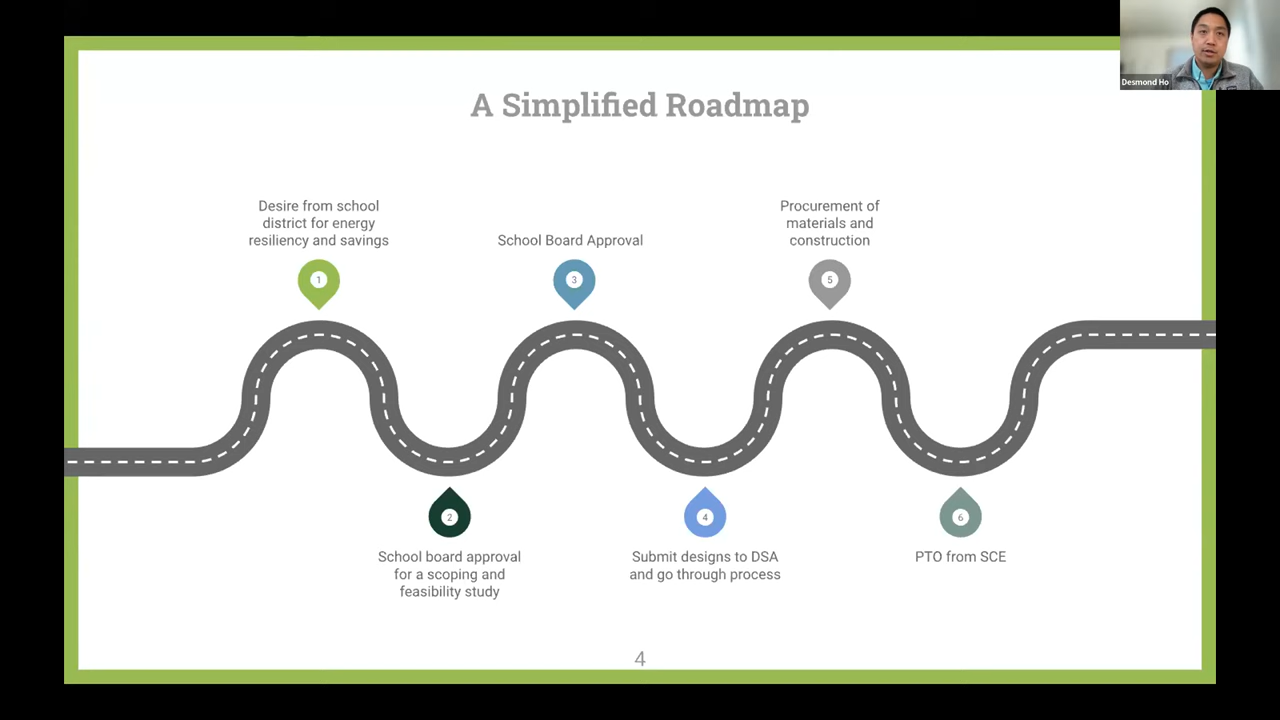 Desmond Ho
A Simplified Roadmap
Desire from school
district for energy
resiliency and savings
1
School board approval
for a scoping and
feasibility study
2
School Board Approval
3
Submit designs to DSA
and go through process
4
Procurement of
materials and
construction
5
PTO from SCE
6
4